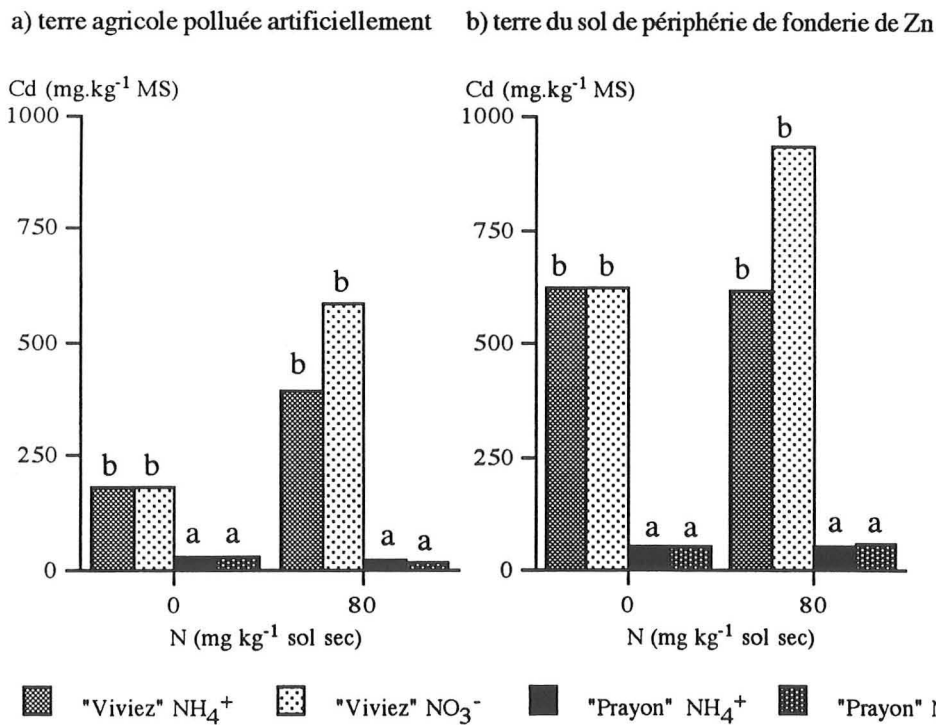 a) terre agricole polluée artificiellement
b) terre du sol de périphérie de fonderie de Zn
Cd (mg.kg⁻¹ MS)
1000
750
500
250
0
b b a a b b a a
0 80
N (mg kg⁻¹ sol sec)
Cd (mg.kg⁻¹ MS)
1000
750
500
250
0
b b a a b b a a
0 80
N (mg kg⁻¹ sol sec)
"Viviez" NH₄⁺ "Viviez" NO₃⁻ "Prayon" NH₄⁺ "Prayon"